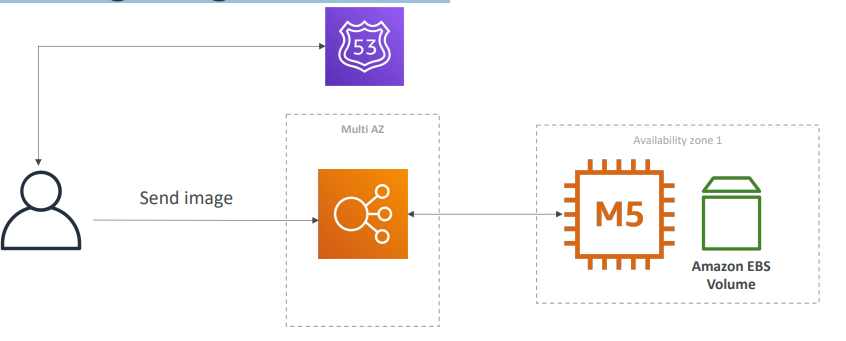 53
Multi AZ
Availability zone 1
Send image
M5
Amazon EBS
Volume